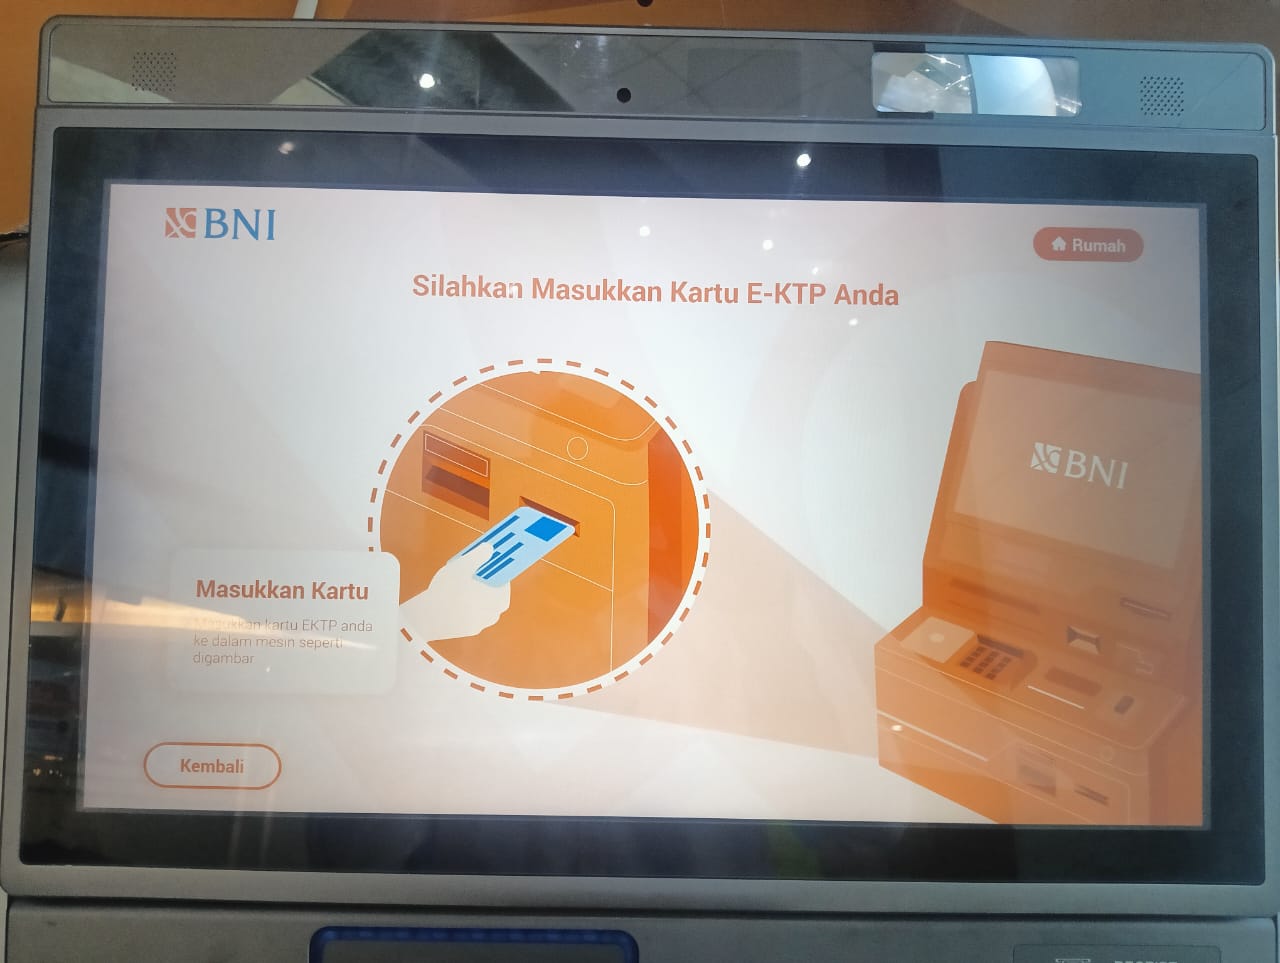 BNI
Rumah
Silahkan Masukkan Kartu E-KTP Anda
BNI
Masukkan Kartu
Masukkan kartu EKTP anda
ke dalam mesin seperti
digambar
Kembali